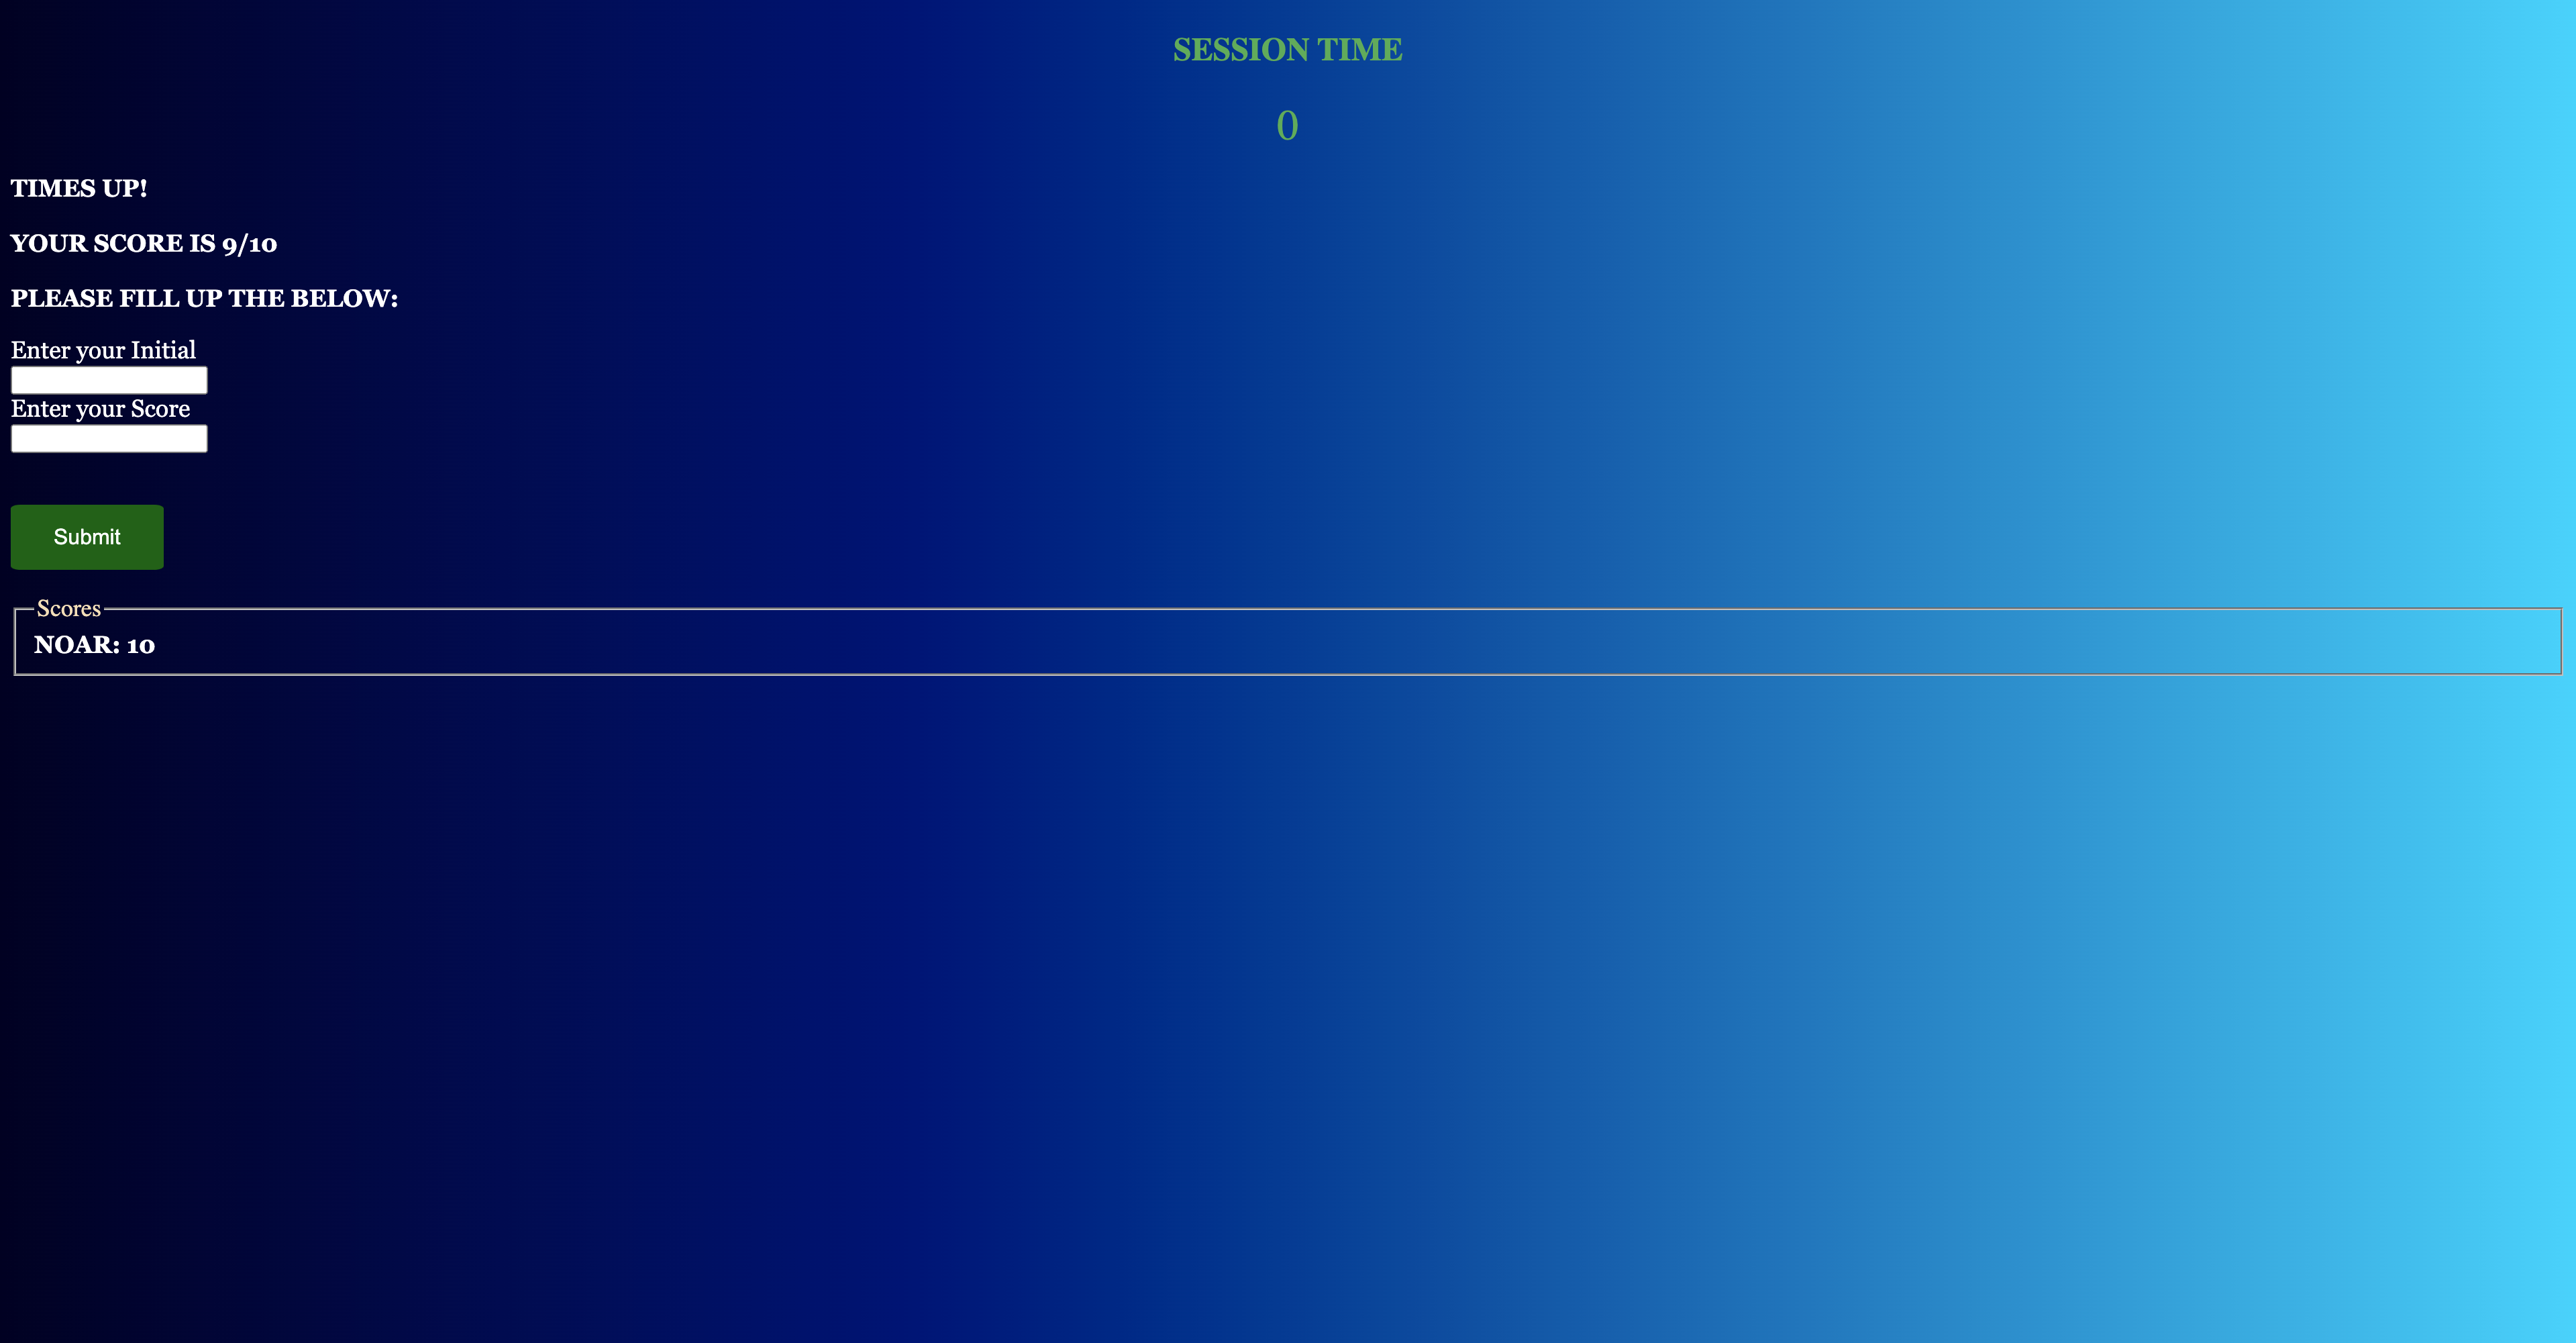 SESSION TIME
0
TIMES UP!
YOUR SCORE IS 9/10
PLEASE FILL UP THE BELOW:
Enter your Initial
Enter your Score
Submit
Scores
NOAR: 10